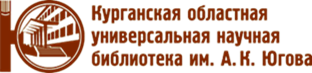 Курганская областная
универсальная научная
библиотека им. А. К. Югова